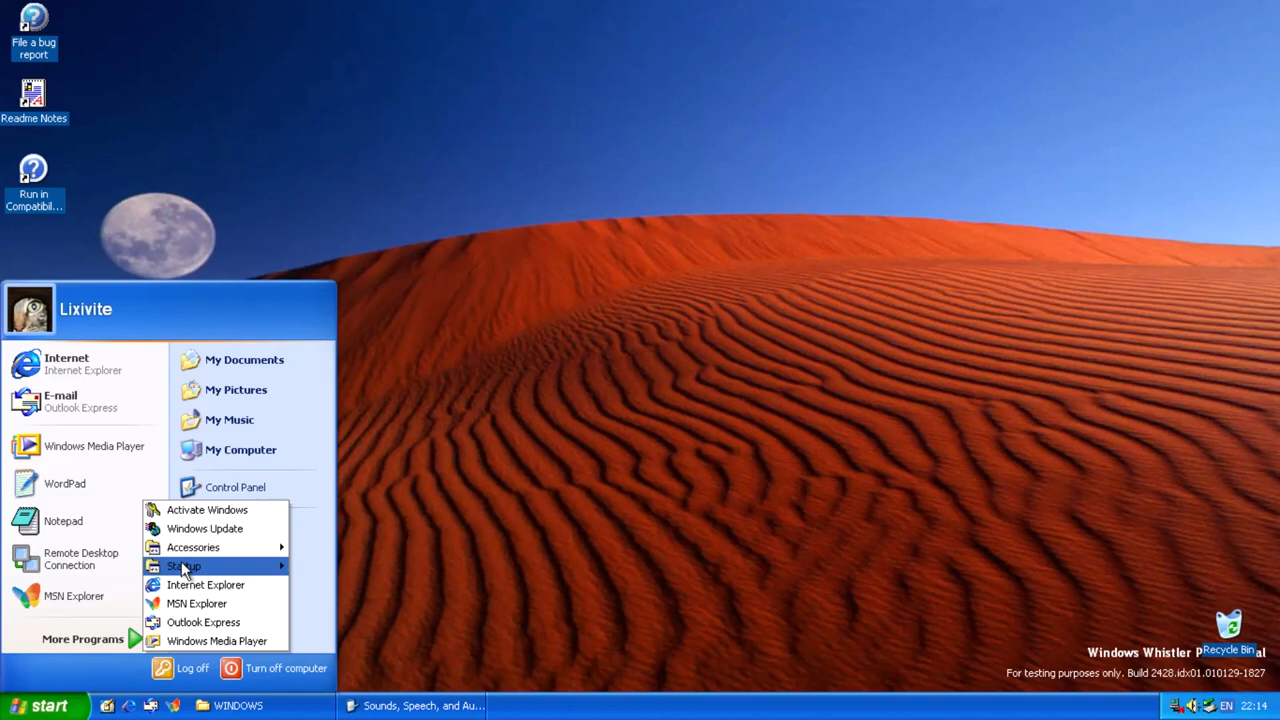 File a bug
report
Readme Notes
Run in
Compatibil...
Lixivite
Internet
Internet Explorer
E-mail
Outlook Express
Windows Media Player
WordPad
Notepad
Remote Desktop
Connection
MSN Explorer
More Programs
My Documents
My Pictures
My Music
My Computer
Control Panel
Activate Windows
Windows Update
Accessories
Startup
Internet Explorer
MSN Explorer
Outlook Express
Windows Media Player
Log off
Turn off computer
Recycle Bin
Windows Whistler
For testing purposes only. Build 2428.idx01.010129-1827
start
WINDOWS
Sounds, Speech, and Au...
EN
22:14